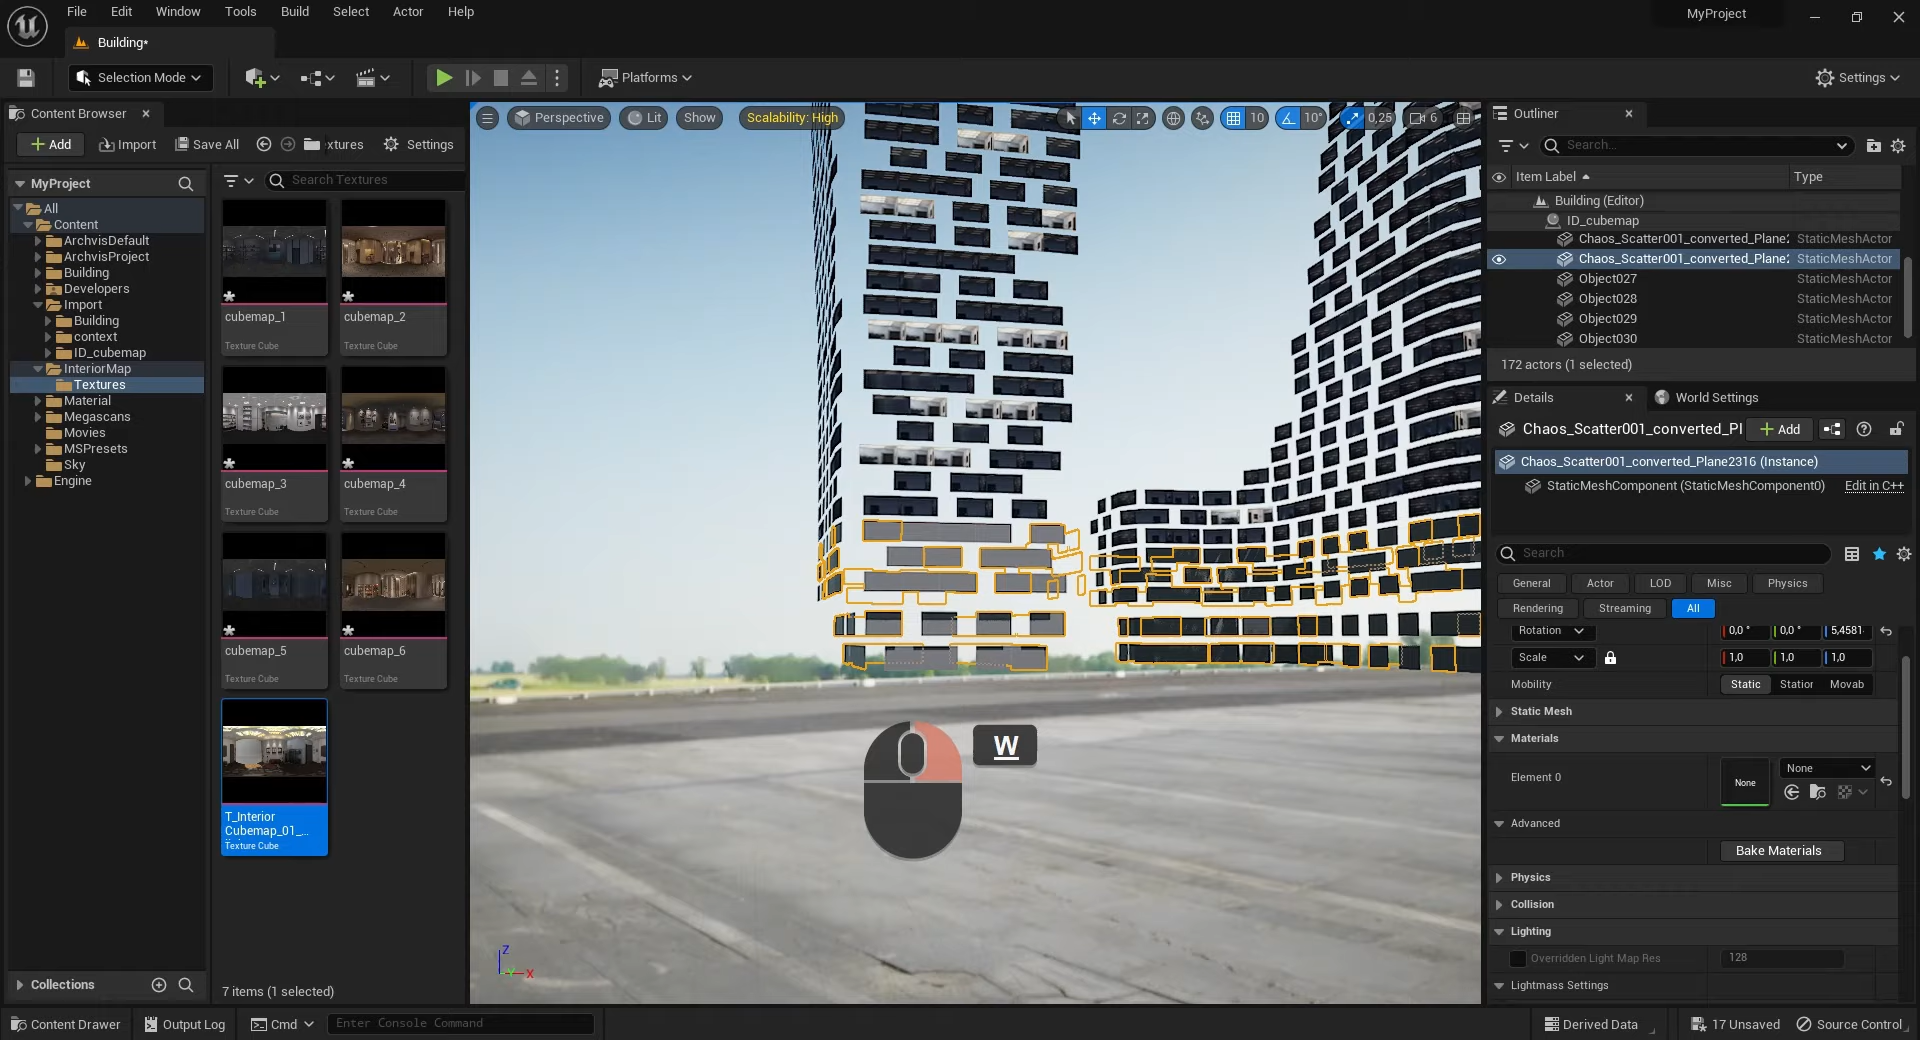 File Edit Window Tools Build Select Actor Help
MyProject
Building*
Selection Mode
Platforms
Settings
Content Browser
Add
Import
Save All
xtures
Settings
MyProject
Search Textures
All
Content
ArchvisDefault
ArchvisProject
Building
Developers
Import
Building
context
ID_cubemap
InteriorMap
Textures
Material
Megascans
Movies
MSPresets
Sky
Engine
cubemap_1
Texture Cube
cubemap_2
Texture Cube
cubemap_3
Texture Cube
cubemap_4
Texture Cube
cubemap_5
Texture Cube
cubemap_6
Texture Cube
T_Interior
Cubemap_01_...
Texture Cube
Collections
7 items (1 selected)
Perspective
Lit
Show
Scalability: High
10
10°
0,25
6
W
Z
X
Outliner
Search...
Item Label
Type
Building (Editor)
ID_cubemap
Chaos_Scatter001_converted_Plane2 StaticMeshActor
Chaos_Scatter001_converted_Plane2 StaticMeshActor
Object027 StaticMeshActor
Object028 StaticMeshActor
Object029 StaticMeshActor
Object030 StaticMeshActor
172 actors (1 selected)
Details
World Settings
Chaos_Scatter001_converted_Pl
Add
Chaos_Scatter001_converted_Plane2316 (Instance)
StaticMeshComponent (StaticMeshComponent0) Edit in C++
Search
General Actor LOD Misc Physics
Rendering Streaming All
Rotation 0,0 ° 0,0 ° 5,4581
Scale 1,0 1,0 1,0
Mobility Static Station Movab
Static Mesh
Materials
Element 0
None
None
Advanced
Bake Materials
Physics
Collision
Lighting
Overridden Light Map Res 128
Lightmass Settings
Content Drawer
Output Log
Cmd
Enter Console Command
Derived Data
17 Unsaved
Source Control